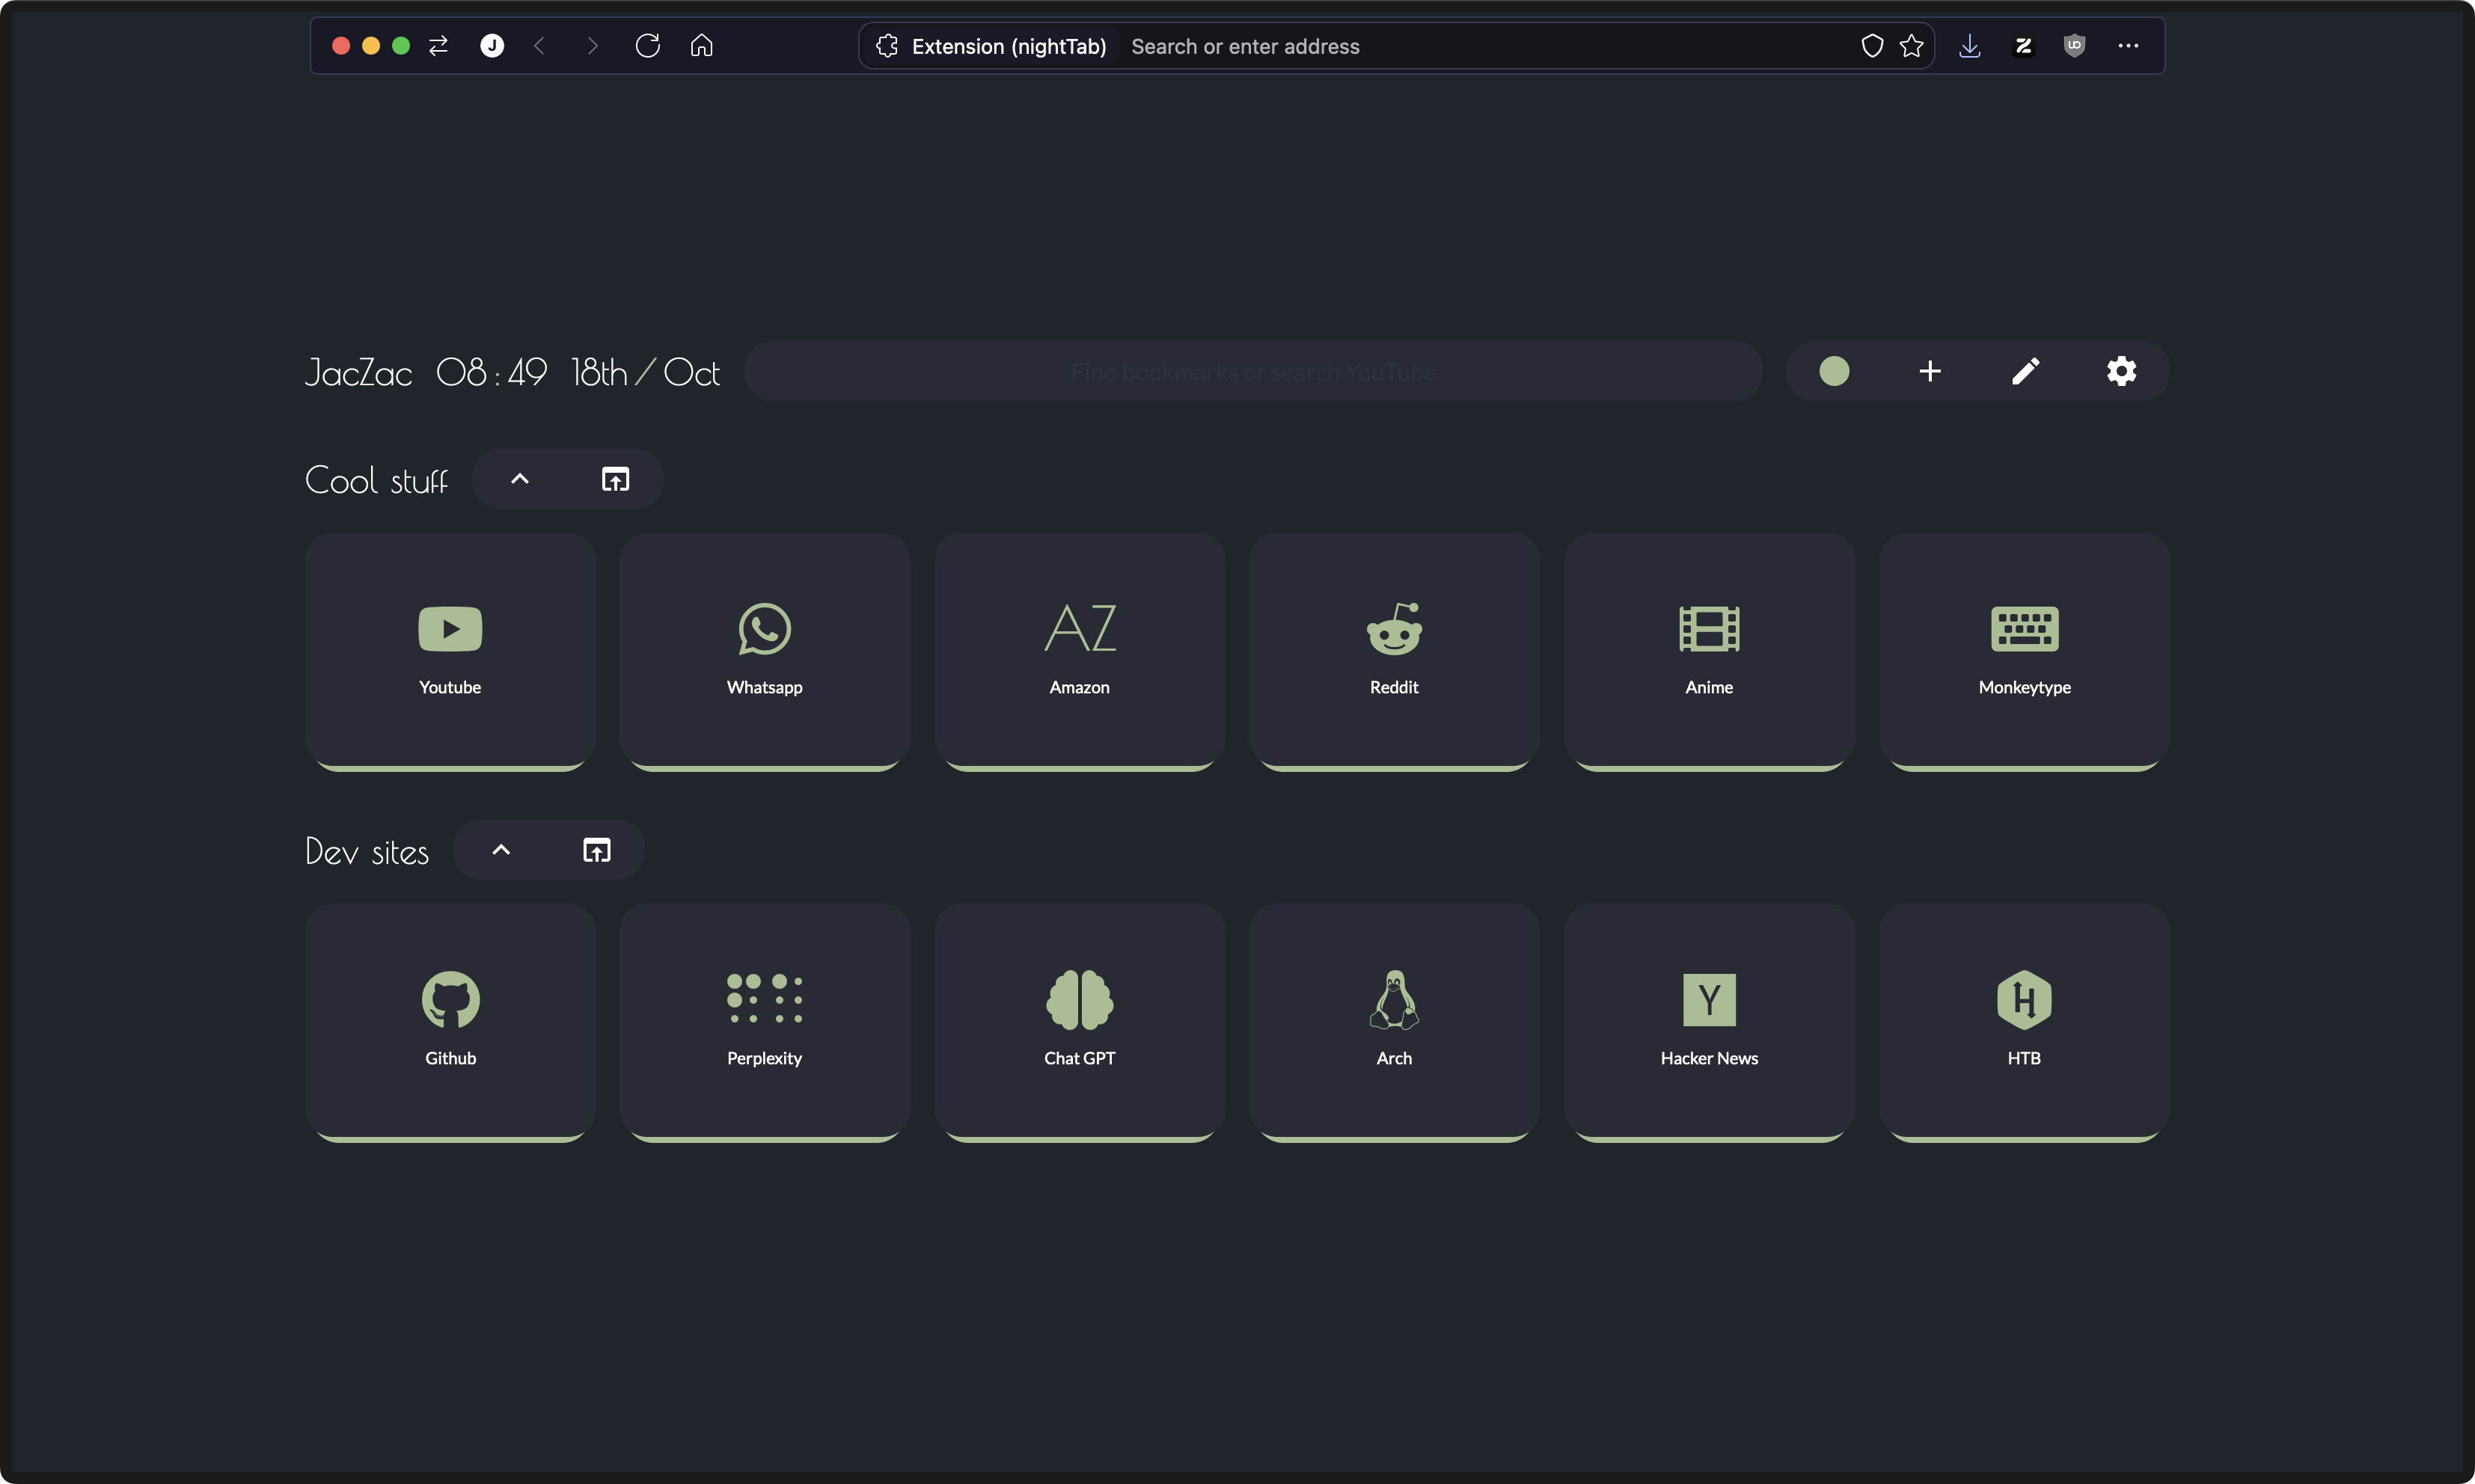 J Extension (nightTab) Search or enter address
JacZac 08:49 18th/Oct Find bookmarks or search YouTube
Cool stuff
AZ
Youtube Whatsapp Amazon Reddit Anime Monkeytype
Dev sites
Y H
Github Perplexity Chat GPT Arch Hacker News HTB